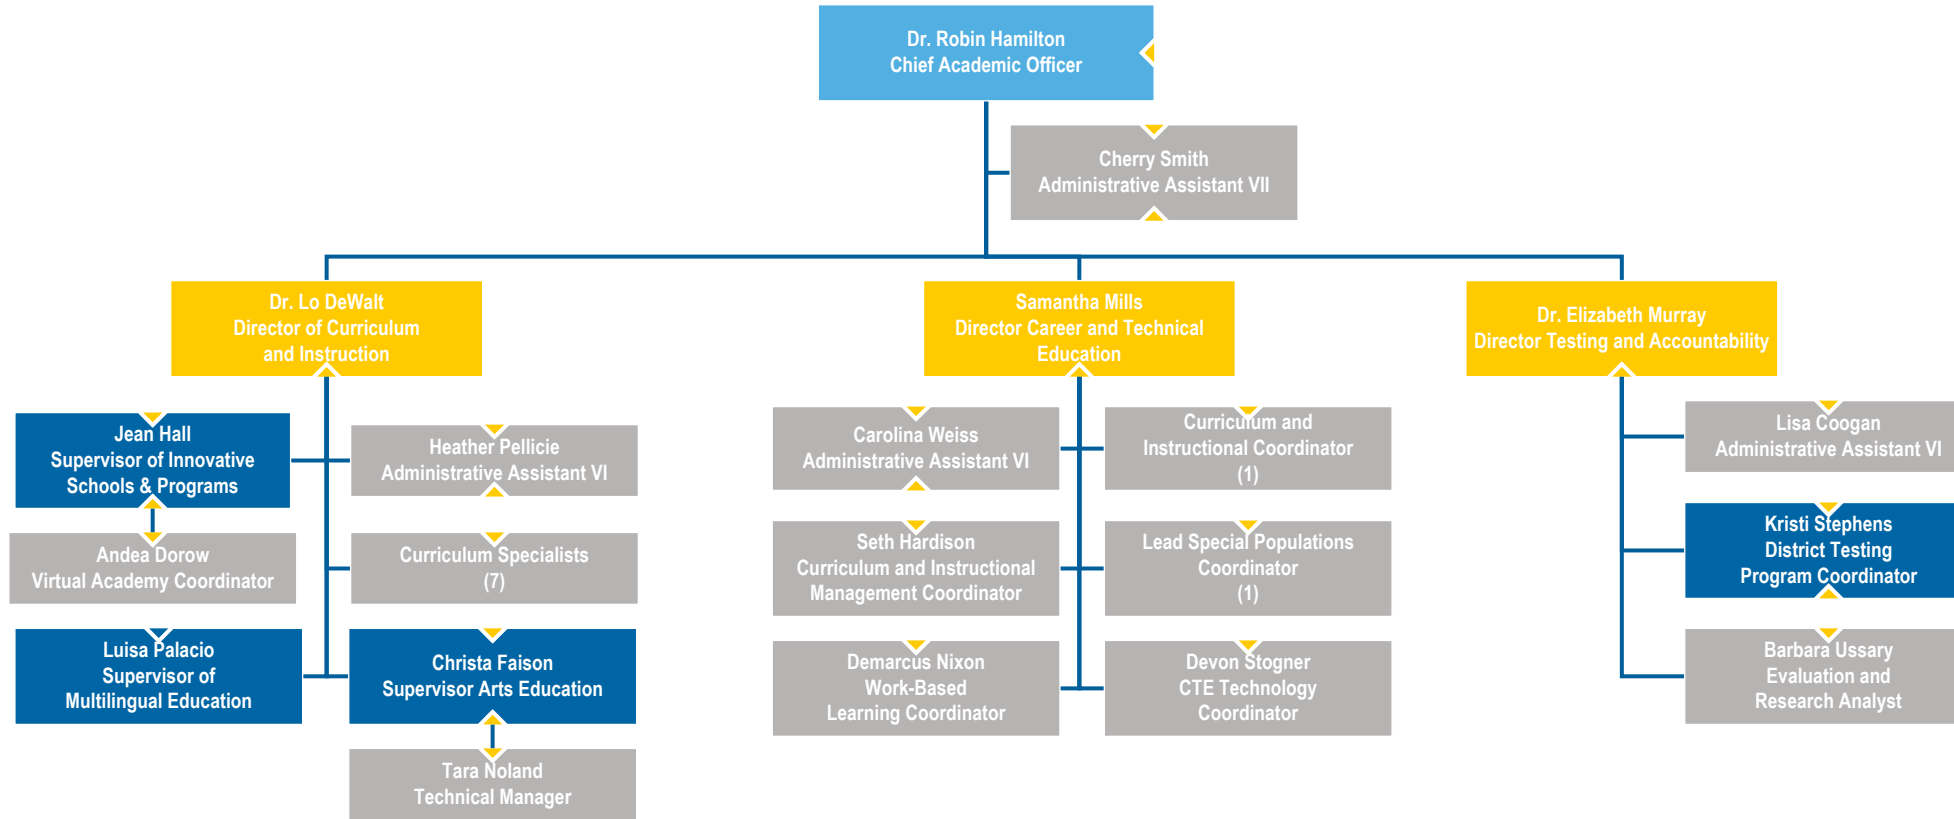 Dr. Robin Hamilton
Chief Academic Officer
Cherry Smith
Administrative Assistant VII
Dr. Lo DeWalt
Director of Curriculum
and Instruction
Samantha Mills
Director Career and Technical
Education
Dr. Elizabeth Murray
Director Testing and Accountability
Jean Hall
Supervisor of Innovative
Schools & Programs
Heather Pellicie
Administrative Assistant VI
Andea Dorow
Virtual Academy Coordinator
Curriculum Specialists
(7)
Luisa Palacio
Supervisor of
Multilingual Education
Christa Faison
Supervisor Arts Education
Tara Noland
Technical Manager
Carolina Weiss
Administrative Assistant VI
Curriculum and
Instructional Coordinator
(1)
Seth Hardison
Curriculum and Instructional
Management Coordinator
Lead Special Populations
Coordinator
(1)
Demarcus Nixon
Work-Based
Learning Coordinator
Devon Stogner
CTE Technology
Coordinator
Lisa Coogan
Administrative Assistant VI
Kristi Stephens
District Testing
Program Coordinator
Barbara Ussary
Evaluation and
Research Analyst